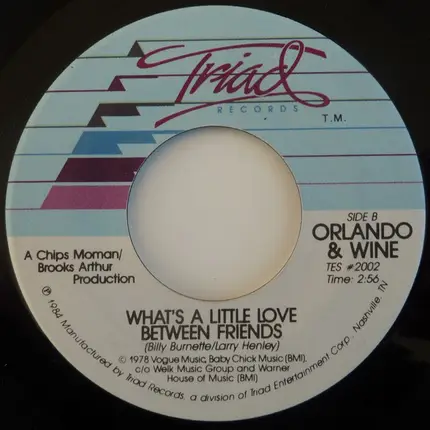 Triad
RECORDS
T.M.
SIDE B
ORLANDO
& WINE
TES #2002
Time: 2:56
A Chips Moman/
Brooks Arthur
Production
WHAT'S A LITTLE LOVE
BETWEEN FRIENDS
(Billy Burnette/Larry Henley)
© 1978 Vogue Music, Baby Chick Music (BMI),
c/o Welk Music Group and Warner
House of Music (BMI)
℗ 1984 Manufactured by Triad Records, a division of Triad Entertainment Corp. Nashville, TN